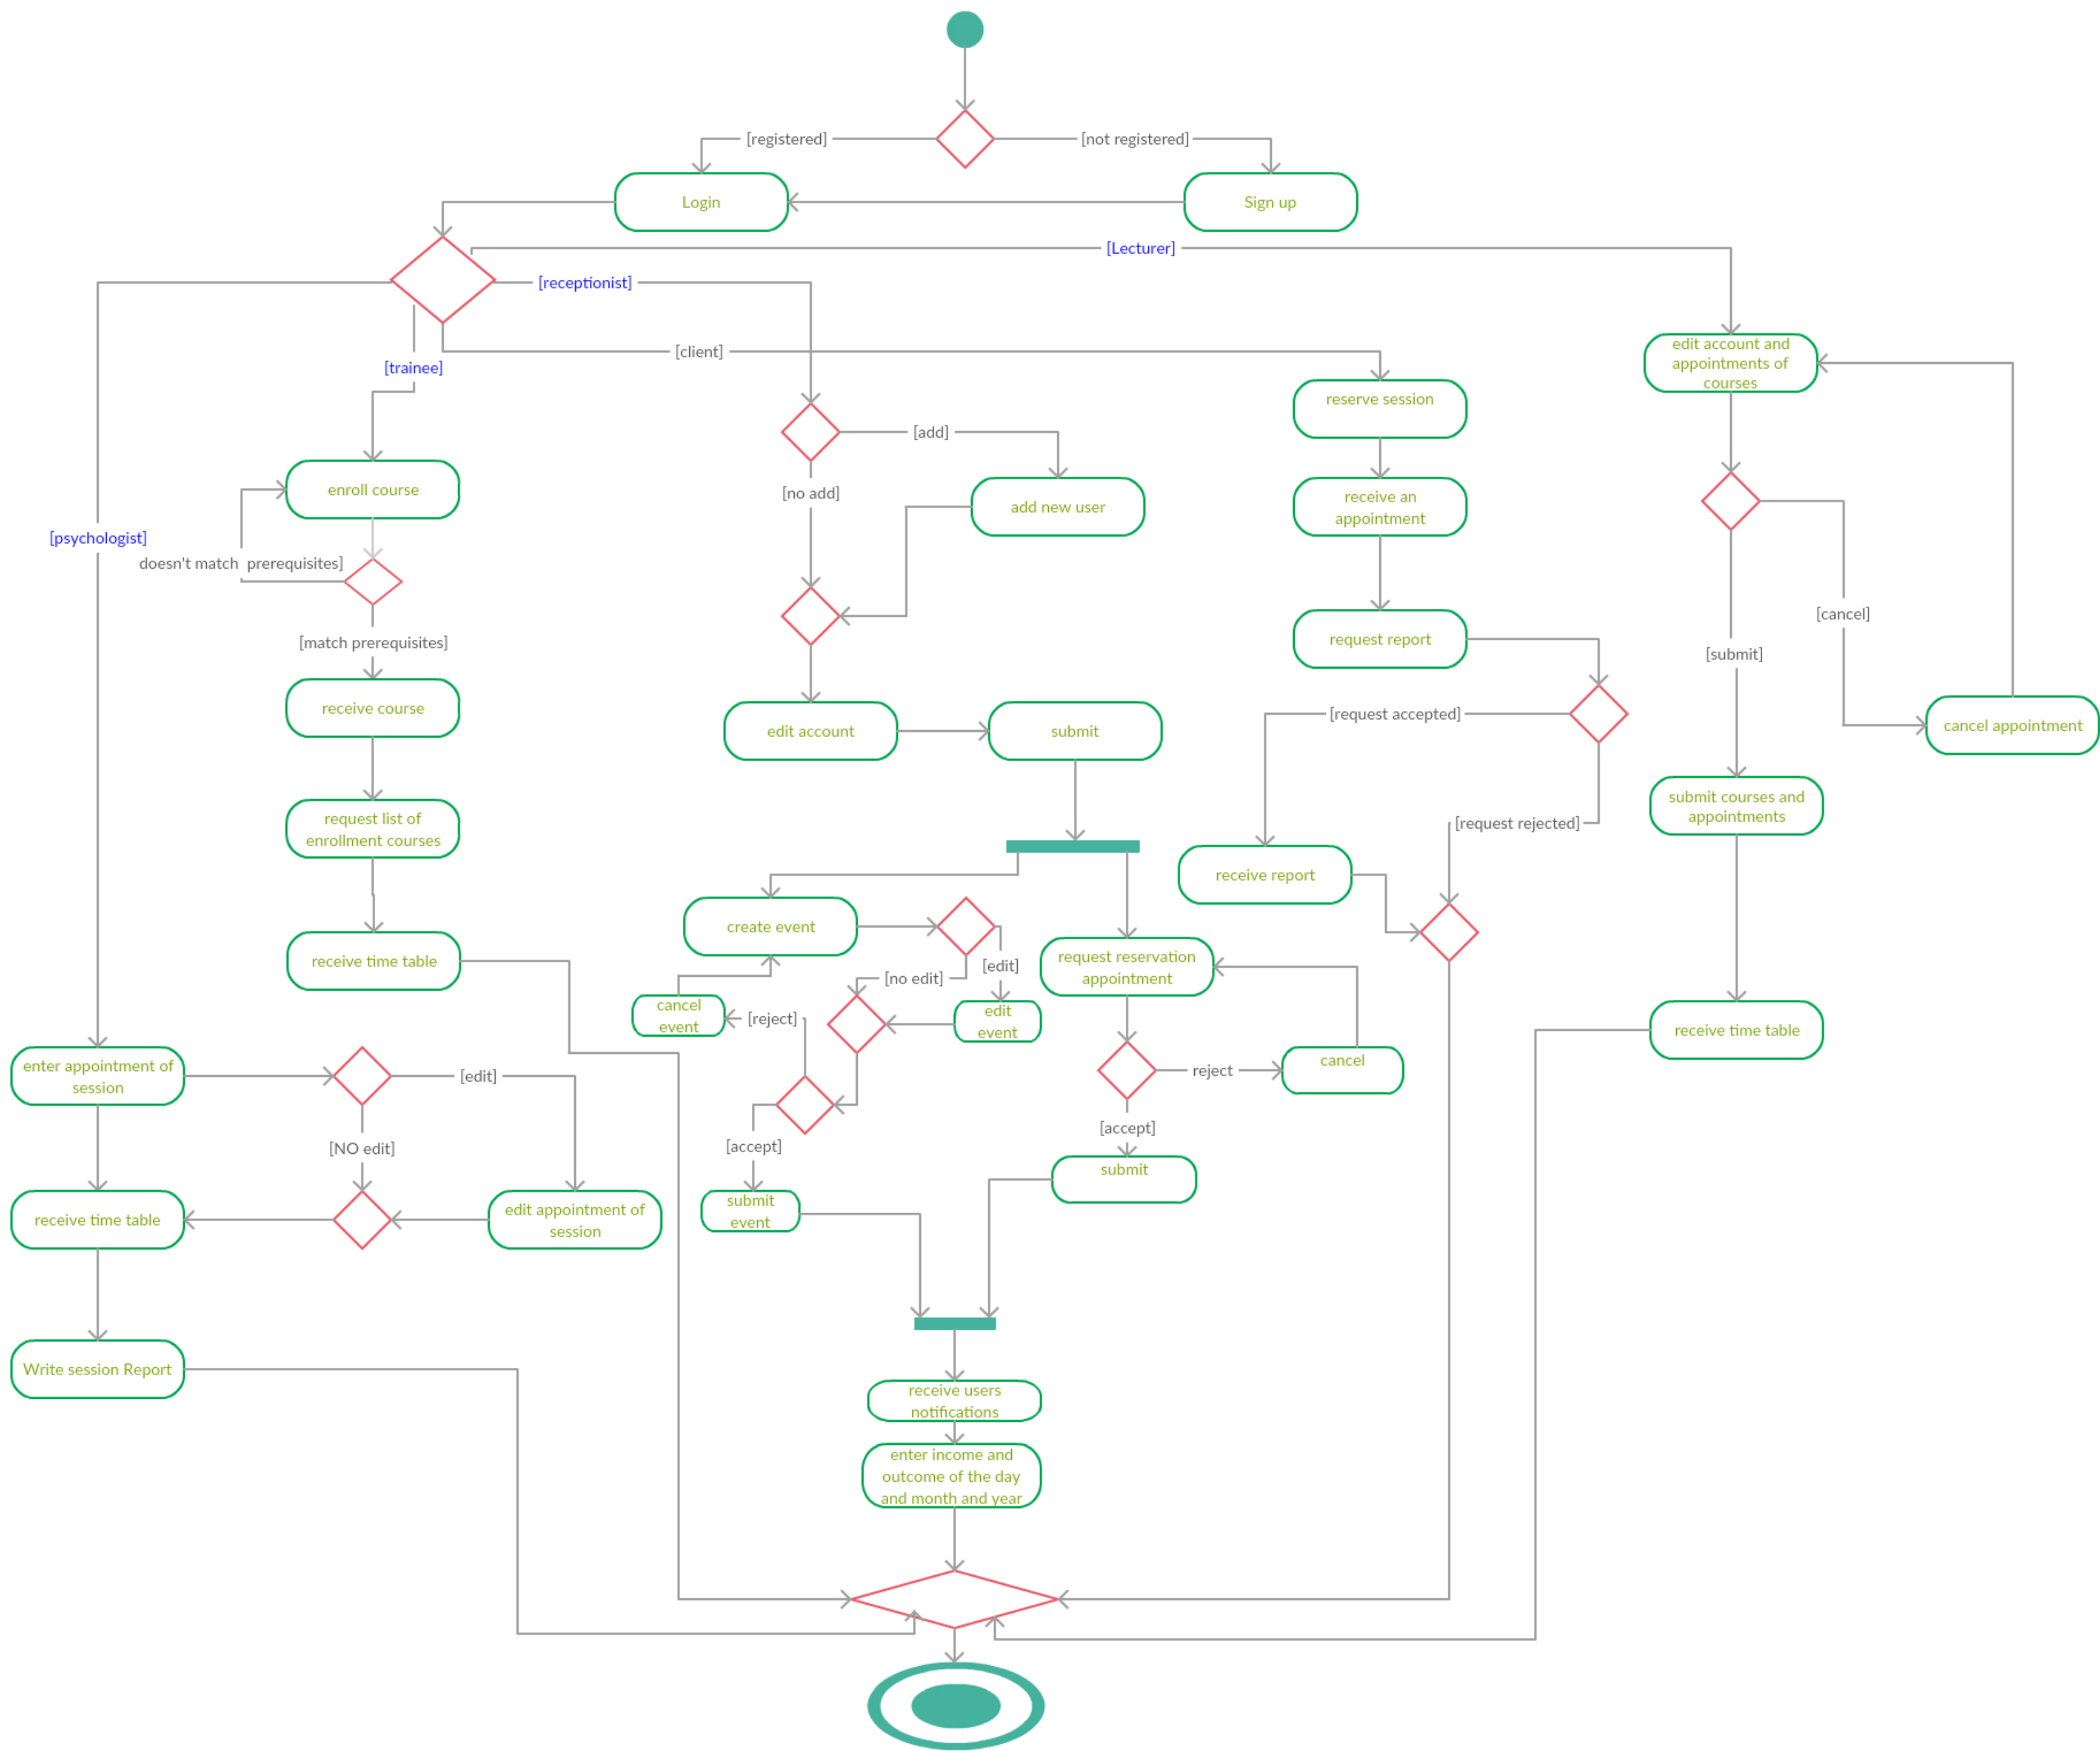 [registered]
[not registered]
Login
Sign up
[Lecturer]
[receptionist]
[client]
[trainee]
edit account and
appointments of
courses
reserve session
[add]
enroll course
[no add]
add new user
receive an
appointment
[psychologist]
doesn't match prerequisites]
[cancel]
[match prerequisites]
request report
[submit]
receive course
[request accepted]
edit account
submit
cancel appointment
request list of
enrollment courses
[request rejected]
submit courses and
appointments
receive report
create event
receive time table
[no edit]
[edit]
request reservation
appointment
cancel
event
[reject]
edit
event
receive time table
enter appointment of
session
[edit]
reject
cancel
[NO edit]
[accept]
[accept]
submit
receive time table
edit appointment of
session
submit
event
Write session Report
receive users
notifications
enter income and
outcome of the day
and month and year